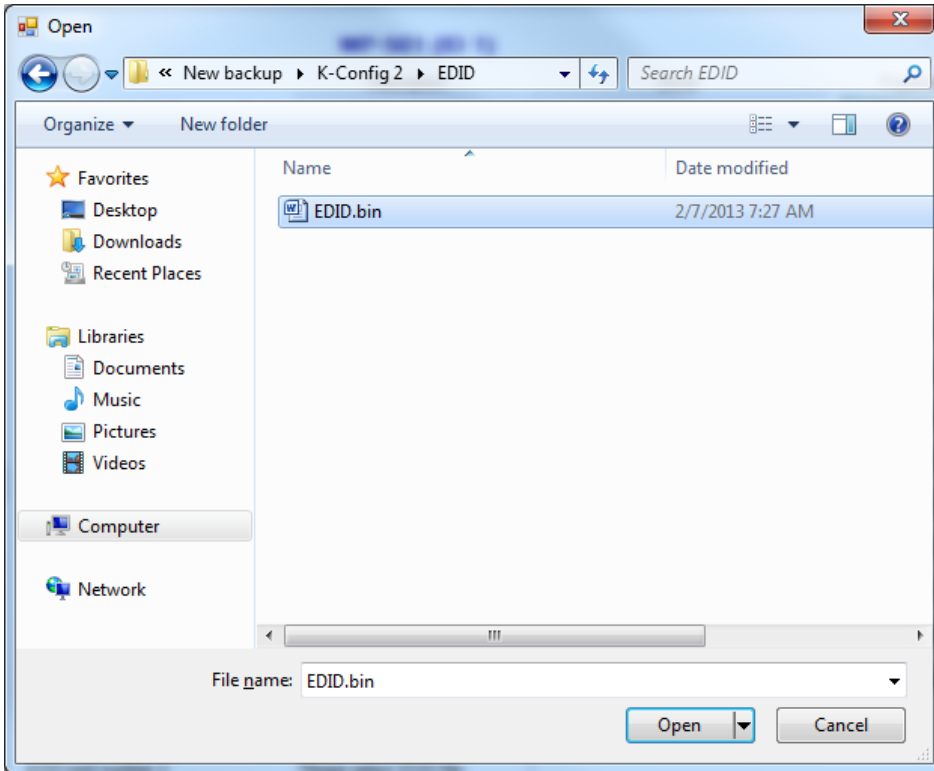 Open
« New backup ▸ K-Config 2 ▸ EDID
Search EDID
Organize
New folder
Favorites
Desktop
Downloads
Recent Places
Libraries
Documents
Music
Pictures
Videos
Computer
Network
Name
Date modified
EDID.bin
2/7/2013 7:27 AM
File name:
EDID.bin
Open
Cancel